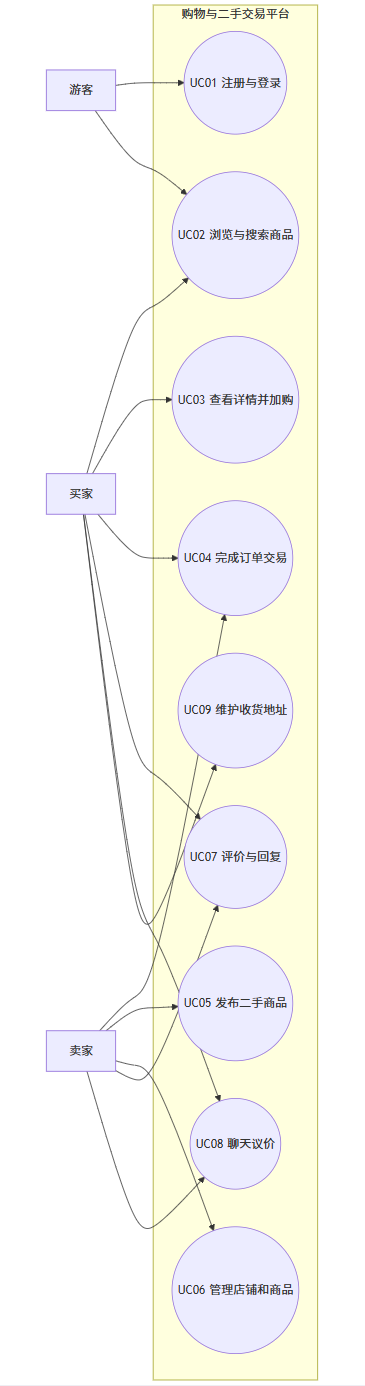 购物与二手交易平台
游客
UC01 注册与登录
UC02 浏览与搜索商品
UC03 查看详情并加购
买家
UC04 完成订单交易
UC09 维护收货地址
UC07 评价与回复
UC05 发布二手商品
卖家
UC08 聊天议价
UC06 管理店铺和商品